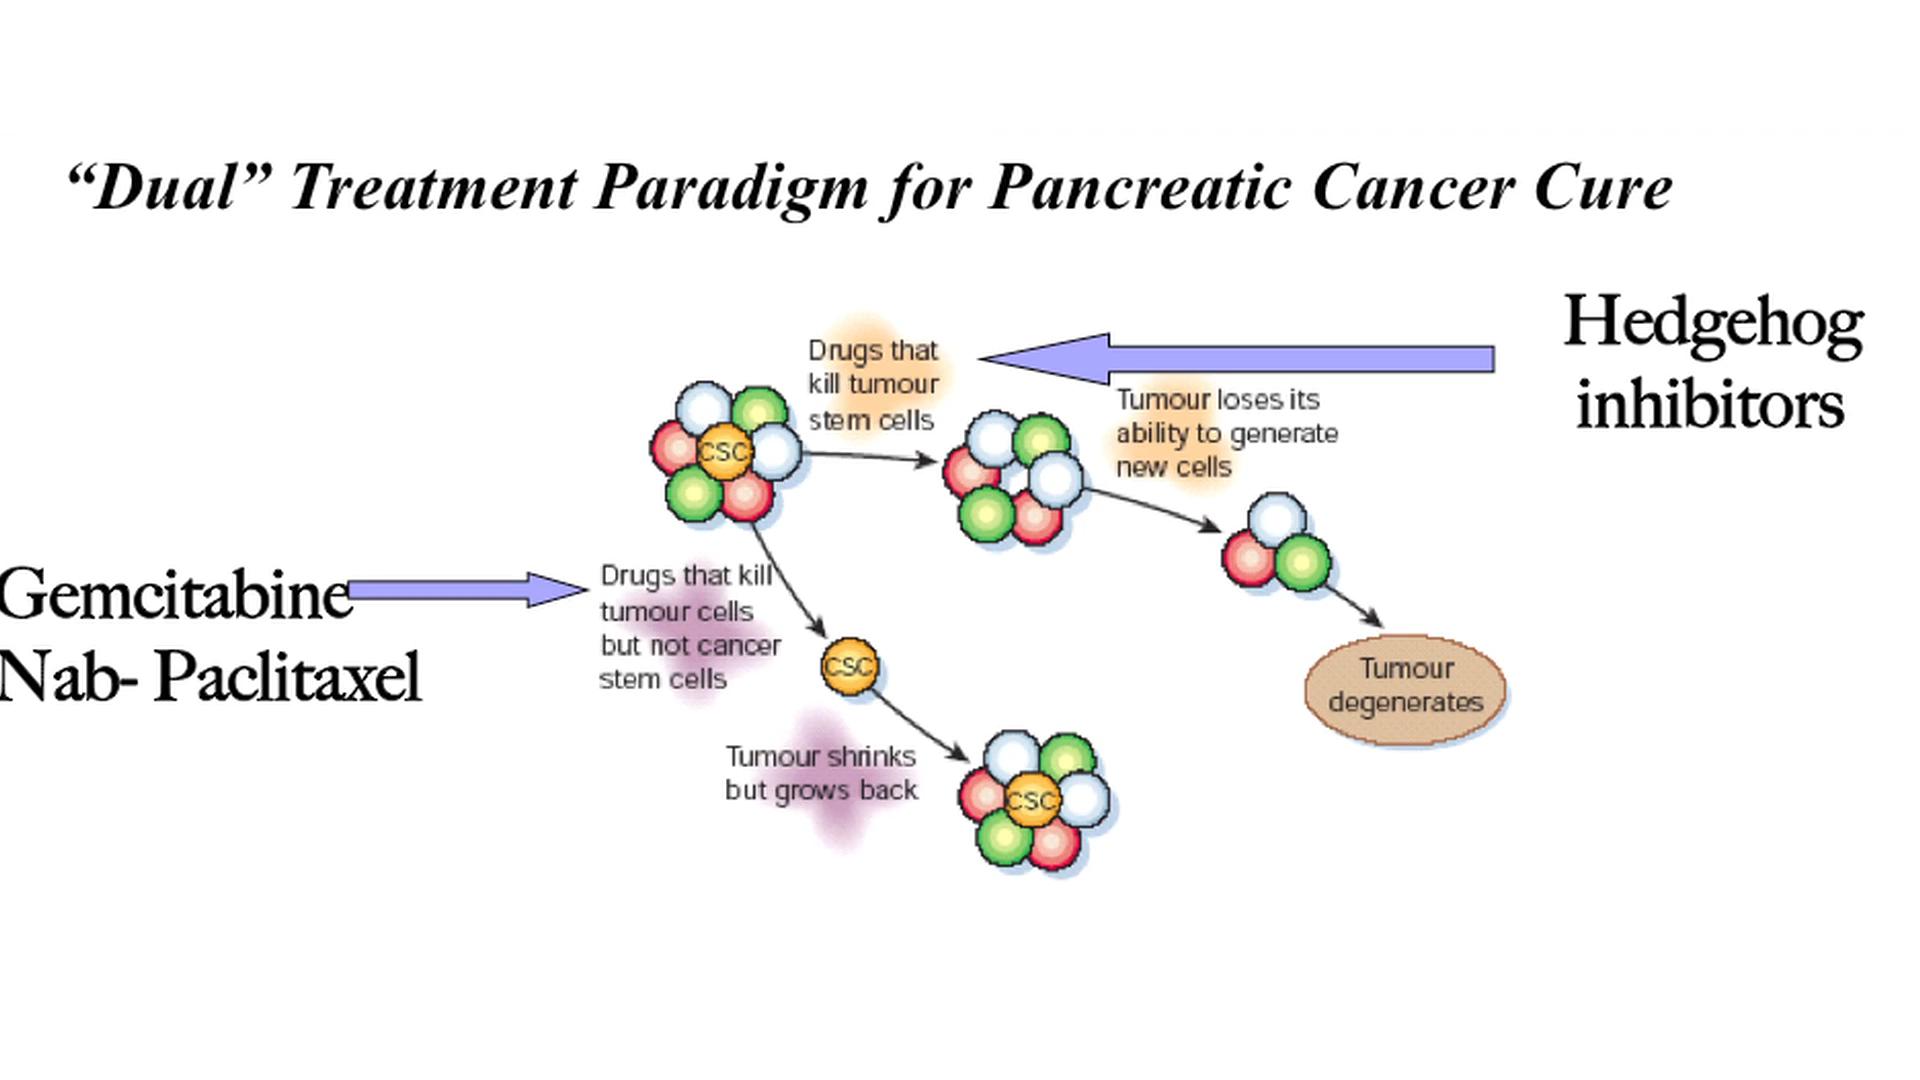 “Dual” Treatment Paradigm for Pancreatic Cancer Cure
Hedgehog
inhibitors
Drugs that
kill tumour
stem cells
Tumour loses its
ability to generate
new cells
CSC
Gemcitabine
Nab- Paclitaxel
Drugs that kill
tumour cells
but not cancer
stem cells
CSC
Tumour
degenerates
Tumour shrinks
but grows back
CSC